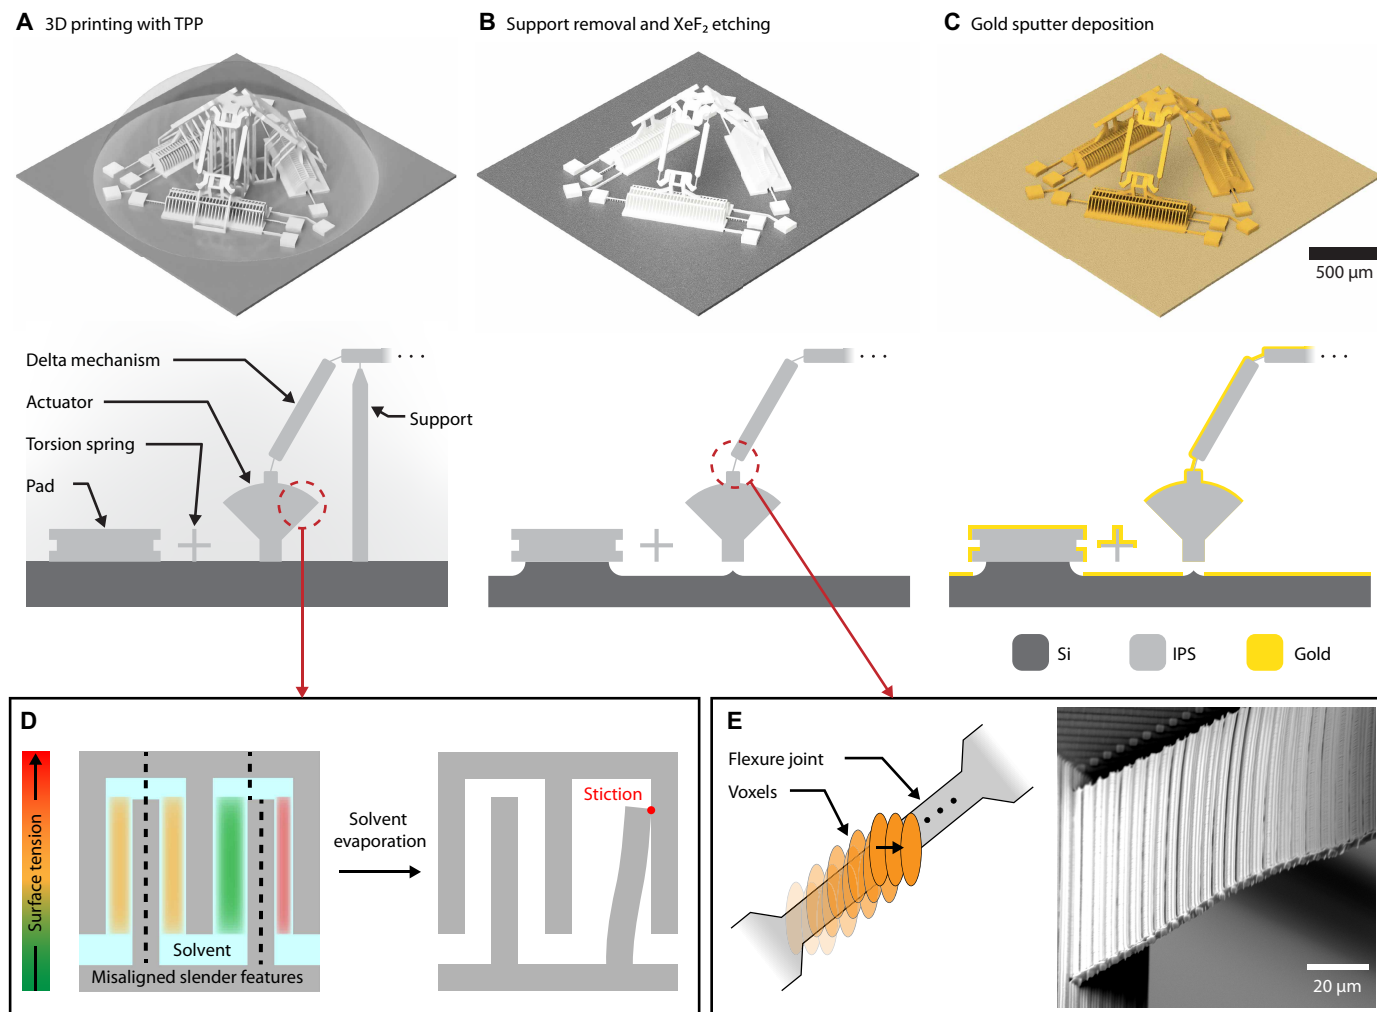 A 3D printing with TPP
B Support removal and XeF₂ etching
C Gold sputter deposition
500 µm
Delta mechanism
Actuator
Torsion spring
Pad
Support
Si
IPS
Gold
D
Surface tension
Solvent
Misaligned slender features
Solvent
evaporation
Stiction
E
Flexure joint
Voxels
20 µm